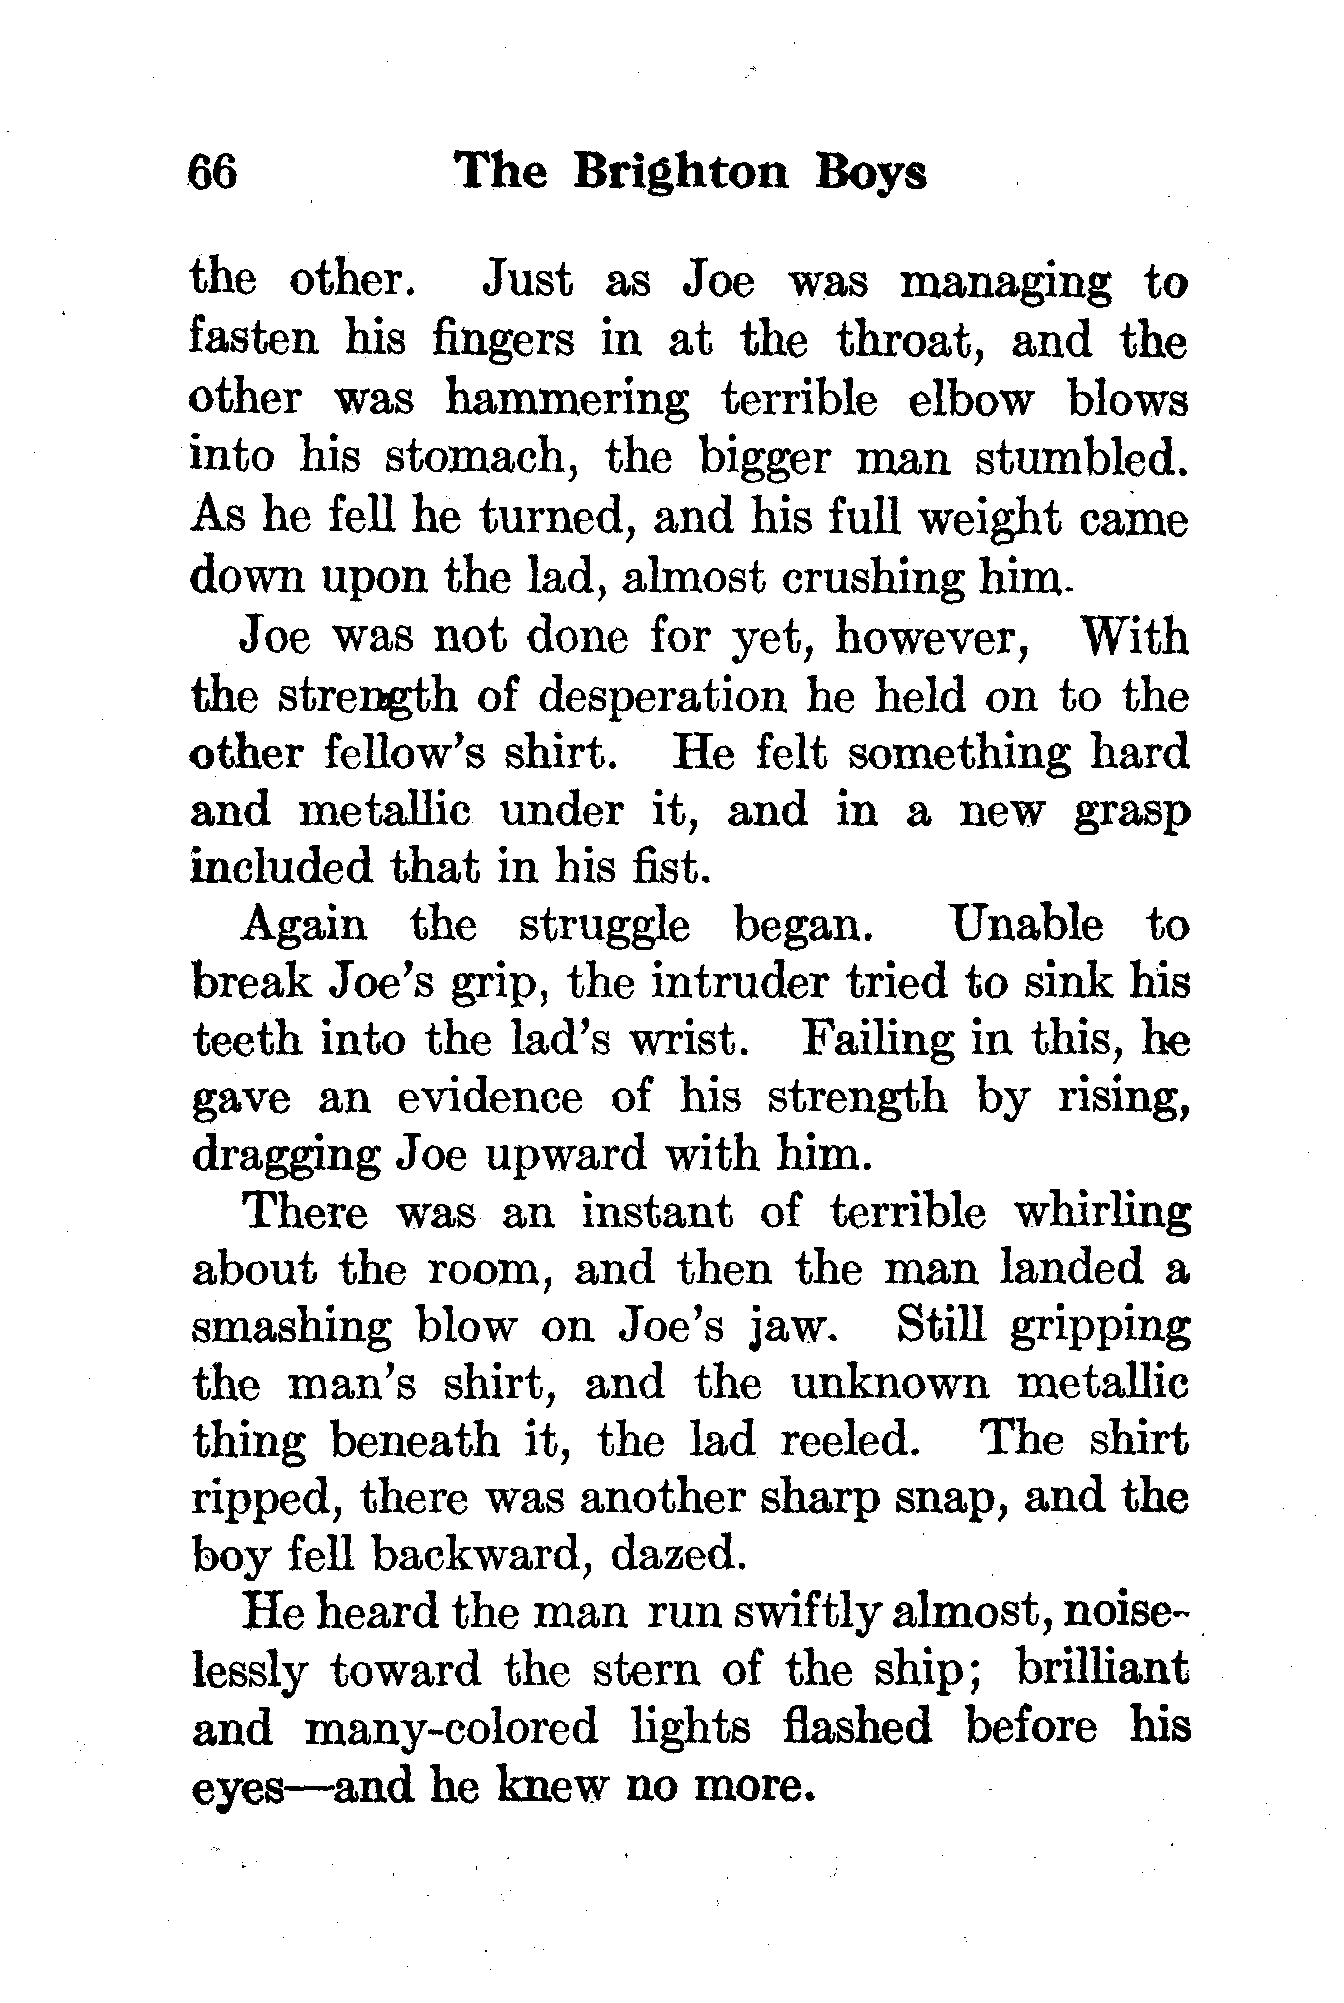 66 The Brighton Boys
the other. Just as Joe was managing to
fasten his fingers in at the throat, and the
other was hammering terrible elbow blows
into his stomach, the bigger man stumbled.
As he fell he turned, and his full weight came
down upon the lad, almost crushing him.
Joe was not done for yet, however, With
the strength of desperation he held on to the
other fellow's shirt. He felt something hard
and metallic under it, and in a new grasp
included that in his fist.
Again the struggle began. Unable to
break Joe's grip, the intruder tried to sink his
teeth into the lad's wrist. Failing in this, he
gave an evidence of his strength by rising,
dragging Joe upward with him.
There was an instant of terrible whirling
about the room, and then the man landed a
smashing blow on Joe's jaw. Still gripping
the man's shirt, and the unknown metallic
thing beneath it, the lad reeled. The shirt
ripped, there was another sharp snap, and the
boy fell backward, dazed.
He heard the man run swiftly almost, noise-
lessly toward the stern of the ship; brilliant
and many-colored lights flashed before his
eyes—and he knew no more.